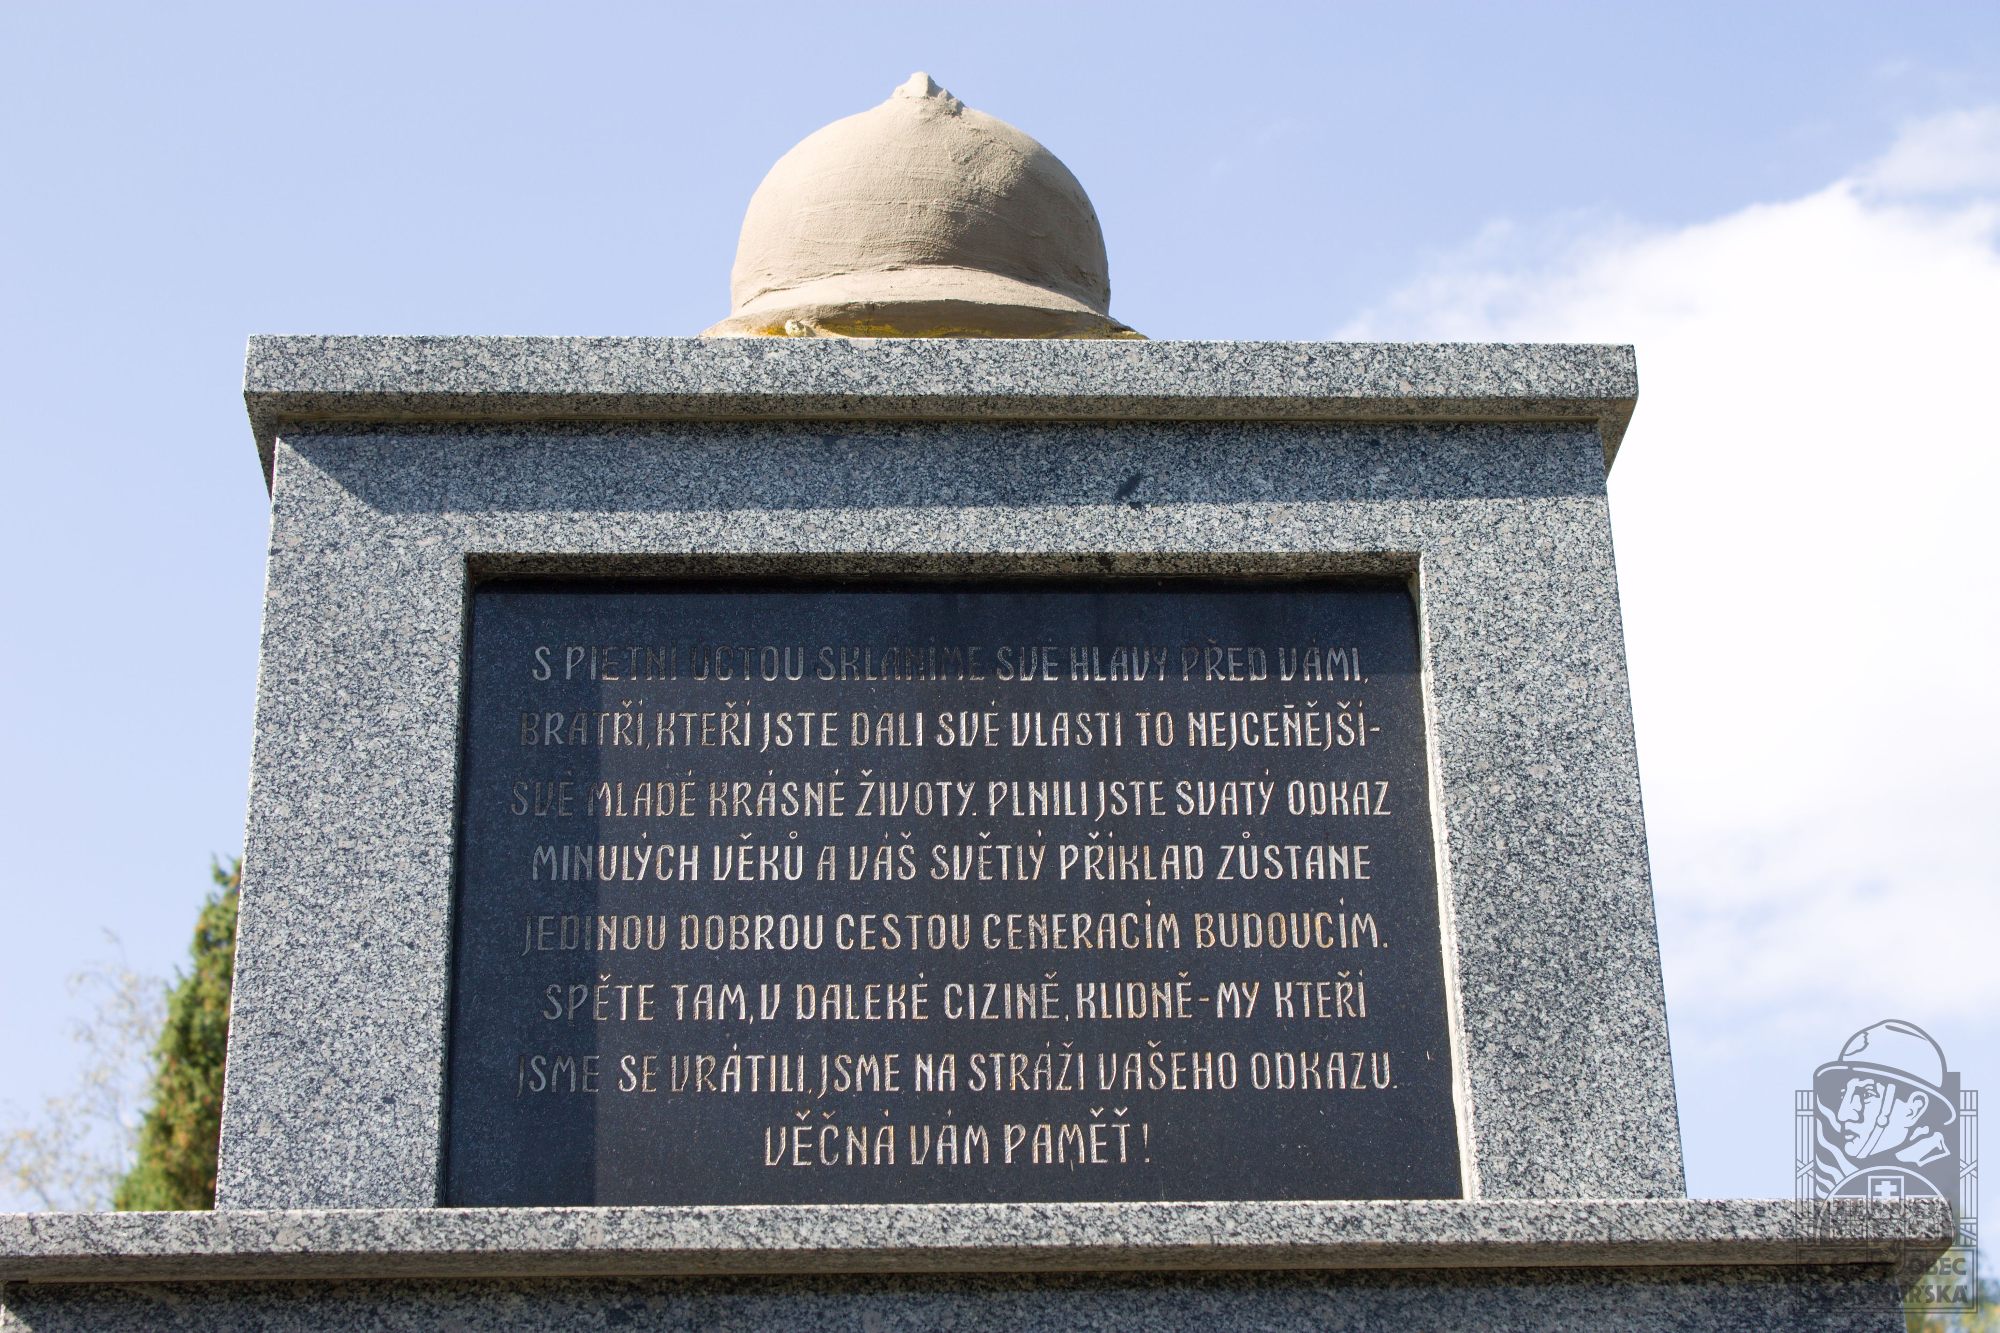 S PIETNÍ ÚCTOU SKLÁNÍME SVÉ HLAVY PŘED VÁMI,
BRATŘI, KTEŘÍ JSTE DALI SVÉ VLASTI TO NEJCEŇĚJŠÍ-
SVÉ MLADÉ KRÁSNÉ ŽIVOTY. PLNILI JSTE SVATÝ ODKAZ
MINULÝCH VĚKŮ A VÁŠ SVĚTLÝ PŘÍKLAD ZŮSTANE
JEDINOU DOBROU CESTOU GENERACÍM BUDOUCÍM.
SPĚTE TAM, V DALEKÉ CIZINĚ, KLIDNĚ-MY KTEŘÍ
JSME SE VRÁTILI, JSME NA STRÁŽI VAŠEHO ODKAZU.
VĚČNÁ VÁM PAMĚŤ!
OBEC